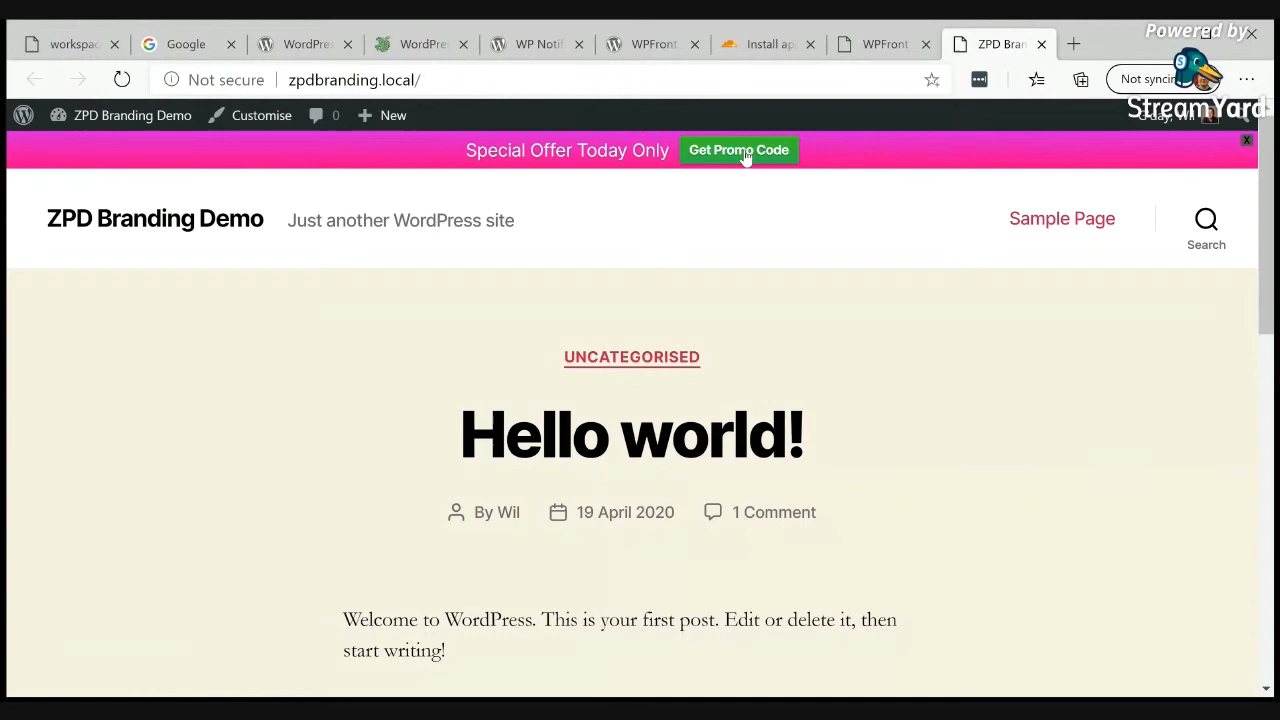 Powered by
workspac
Google
WordPre
WordPre
WP Notif
WPFront
Install ap
WPFront
ZPD Bran
Not secure
zpdbranding.local/
Not syncin
StreamYard
ZPD Branding Demo
Customise
0
New
Special Offer Today Only
Get Promo Code
X
ZPD Branding Demo
Just another WordPress site
Sample Page
Search
UNCATEGORISED
Hello world!
By Wil
19 April 2020
1 Comment
Welcome to WordPress. This is your first post. Edit or delete it, then
start writing!